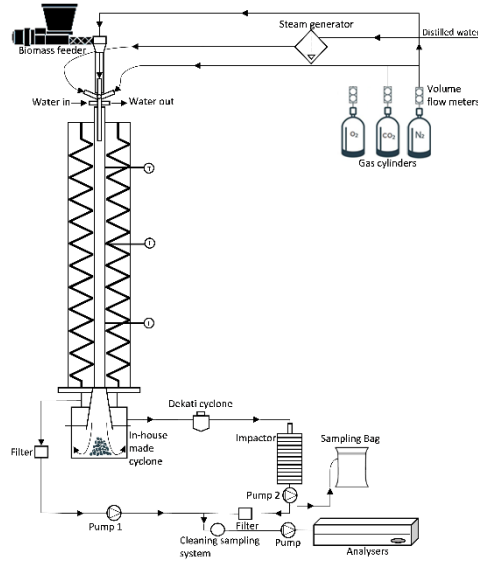 Steam generator
Distilled water
Biomass feeder
Water in
Water out
Volume
flow meters
O₂
CO₂
N₂
Gas cylinders
T
T
T
Dekati cyclone
In-house
made
cyclone
Impactor
Sampling Bag
Filter
Pump 2
Pump 1
Filter
Cleaning sampling
system
Pump
Analysers